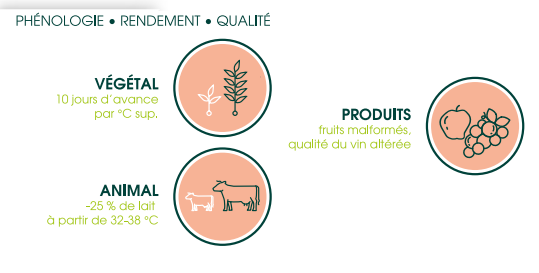 PHÉNOLOGIE • RENDEMENT • QUALITÉ
VÉGÉTAL
10 jours d'avance
par °C sup.
PRODUITS
fruits malformés,
qualité du vin altérée
ANIMAL
-25 % de lait
à partir de 32-38 °C